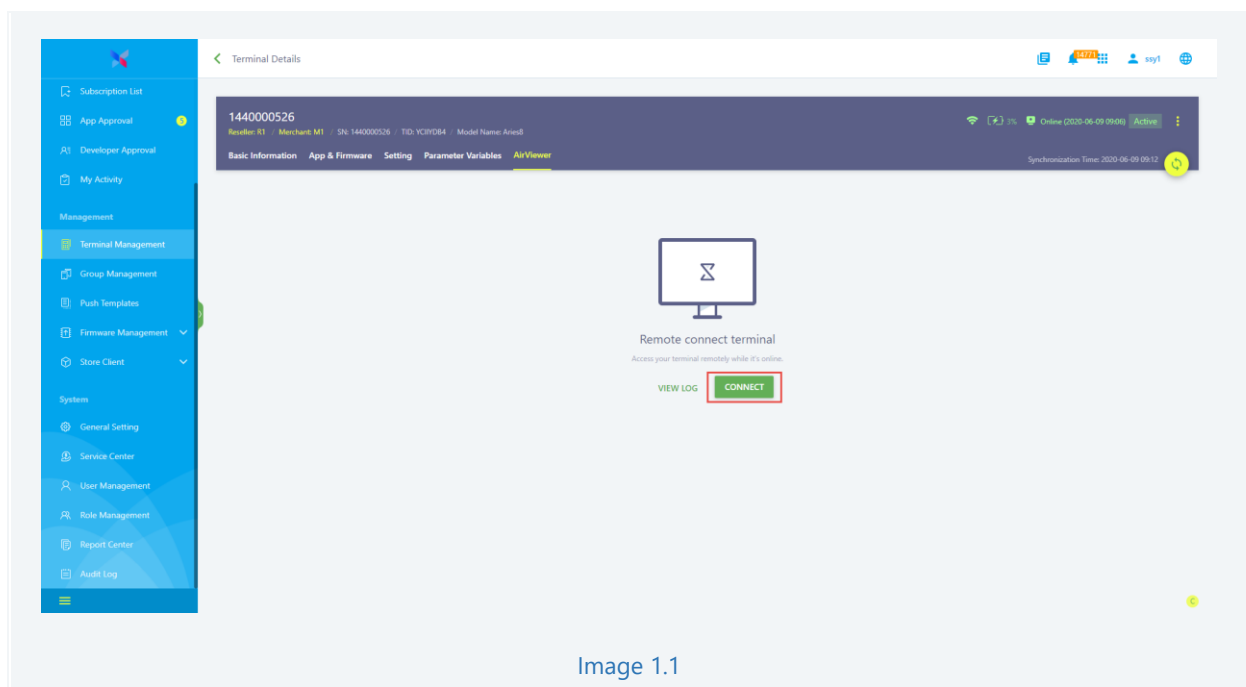 Terminal Details
14771
ssy1
Subscription List
App Approval 5
Developer Approval
My Activity
Management
Terminal Management
Group Management
Push Templates
Firmware Management
Store Client
System
General Setting
Service Center
User Management
Role Management
Report Center
Audit Log
1440000526
Reseller: R1 / Merchant: M1 / SN: 1440000526 / TID: YCIIYDB4 / Model Name: Aries8
3% Online (2020-06-09 09:06) Active
Basic Information App & Firmware Setting Parameter Variables AirViewer
Synchronization Time: 2020-06-09 09:12
Remote connect terminal
Access your terminal remotely while it's online.
VIEW LOG CONNECT
C
Image 1.1